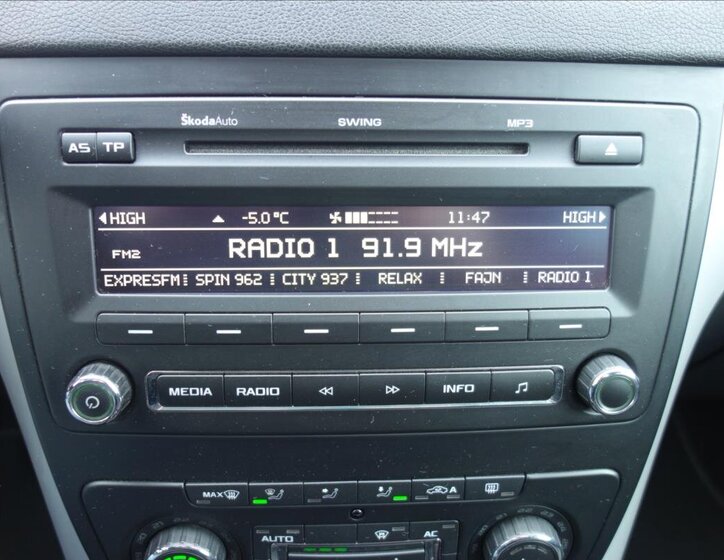 ŠkodaAuto SWING MP3
AS TP
HIGH -5.0°C 11:47 HIGH
FM2 RADIO 1 91.9 MHz
EXPRESFM SPIN 962 CITY 937 RELAX FAJN RADIO 1
MEDIA RADIO INFO
MAX A
AUTO AC